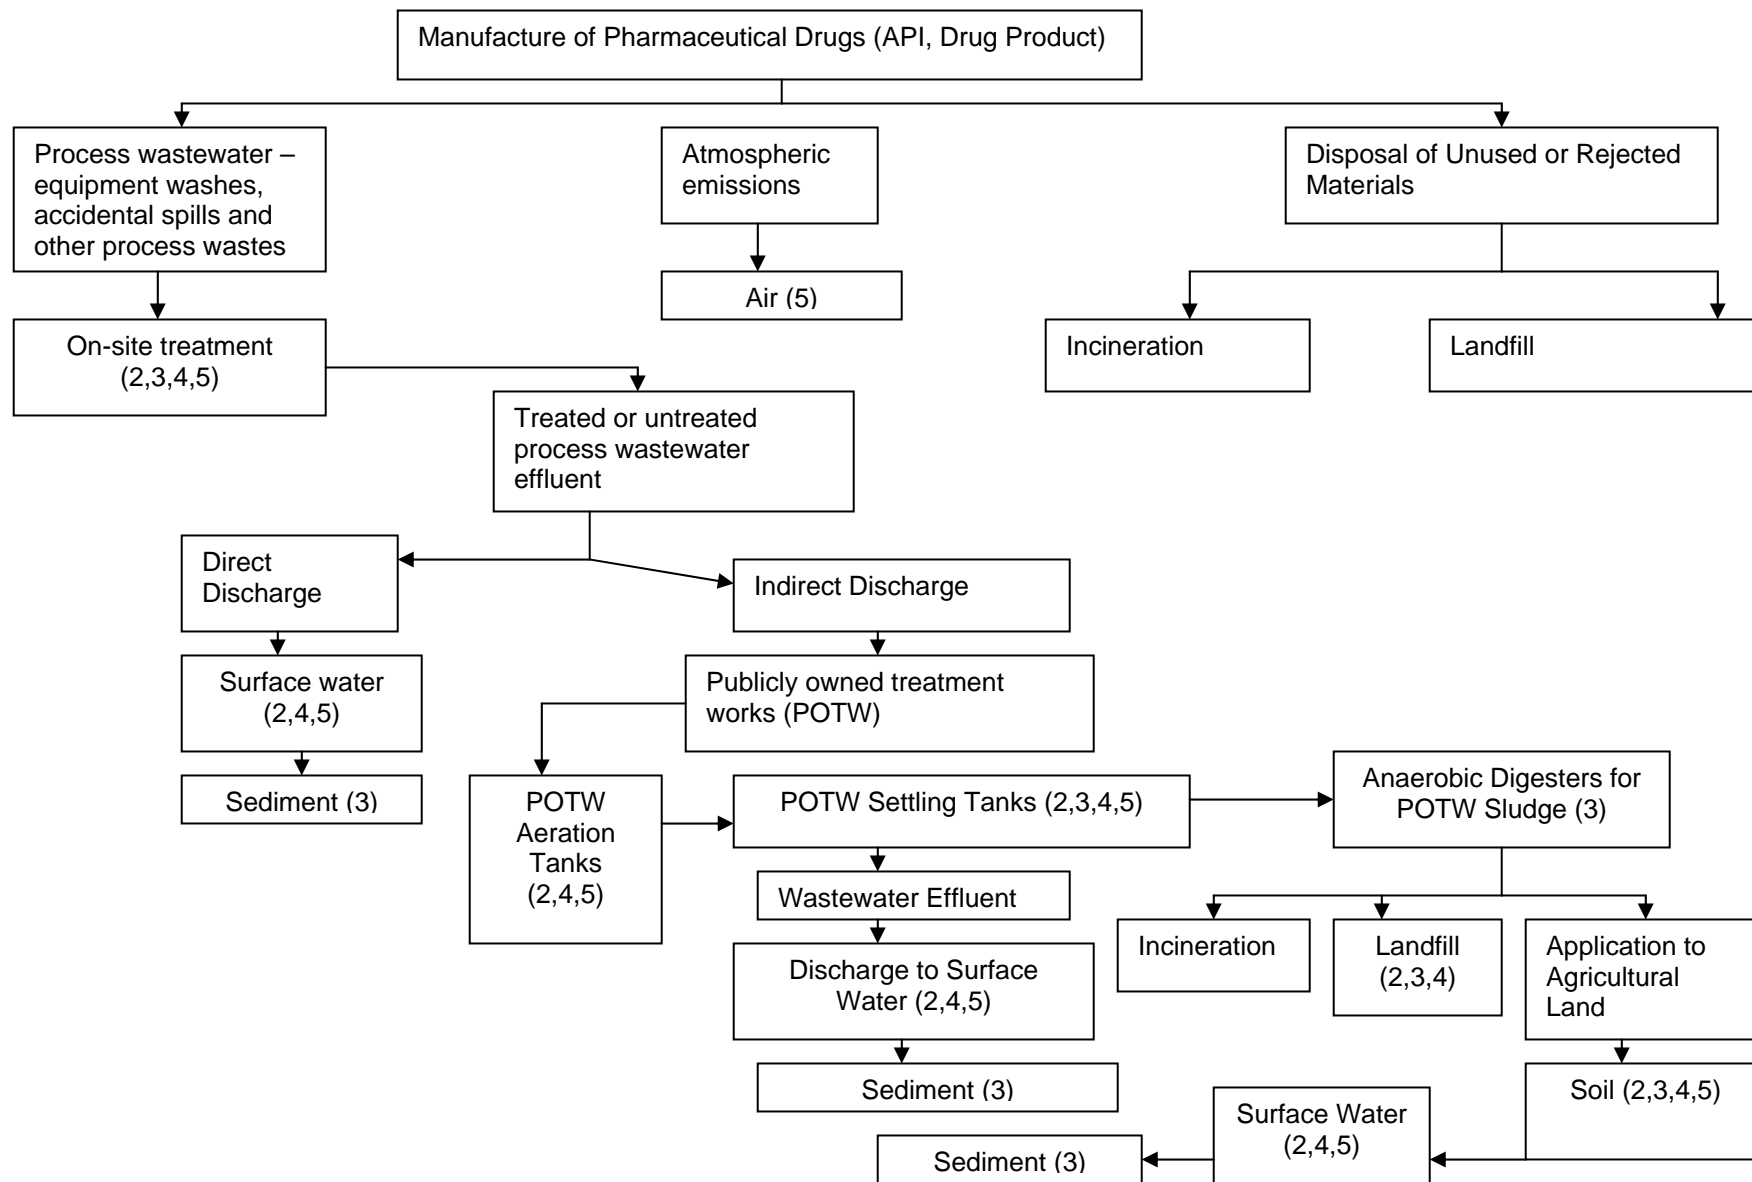 Manufacture of Pharmaceutical Drugs (API, Drug Product)
Process wastewater –
equipment washes,
accidental spills and
other process wastes
Atmospheric
emissions
Disposal of Unused or Rejected
Materials
Air (5)
On-site treatment
(2,3,4,5)
Incineration
Landfill
Treated or untreated
process wastewater
effluent
Direct
Discharge
Indirect Discharge
Surface water
(2,4,5)
Publicly owned treatment
works (POTW)
Sediment (3)
POTW
Aeration
Tanks
(2,4,5)
POTW Settling Tanks (2,3,4,5)
Anaerobic Digesters for
POTW Sludge (3)
Wastewater Effluent
Discharge to Surface
Water (2,4,5)
Sediment (3)
Incineration
Landfill
(2,3,4)
Application to
Agricultural
Land
Soil (2,3,4,5)
Surface Water
(2,4,5)
Sediment (3)